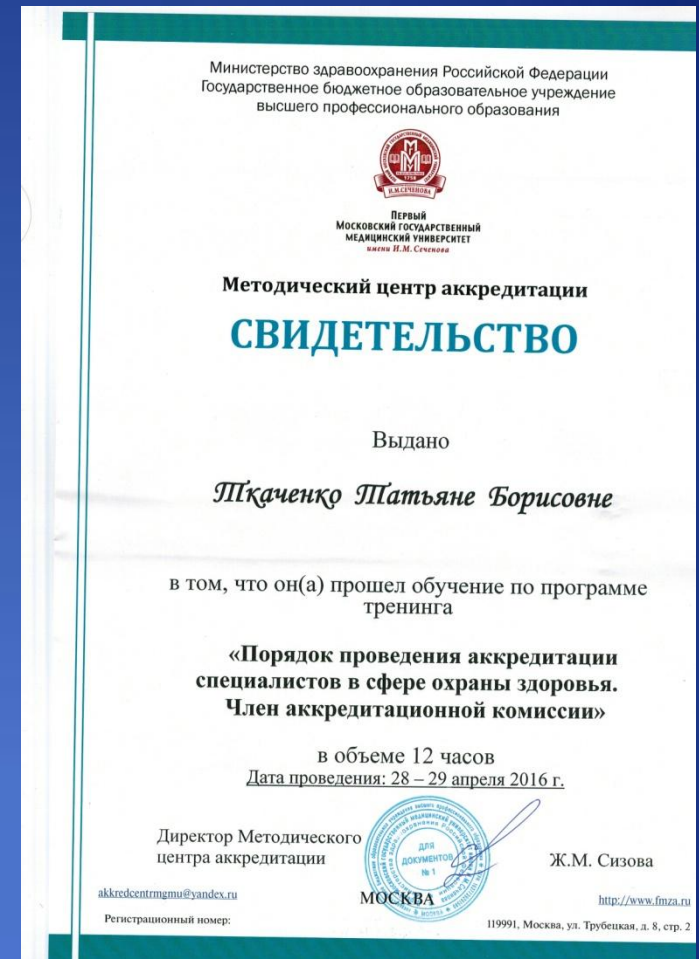 Министерство здравоохранения Российской Федерации
Государственное бюджетное образовательное учреждение
высшего профессионального образования
1758
И.М.СЕЧЕНОВА
Первый
Московский государственный
медицинский университет
имени И.М. Сеченова
Методический центр аккредитации
СВИДЕТЕЛЬСТВО
Выдано
Ткаченко Татьяне Борисовне
в том, что он(а) прошел обучение по программе
тренинга
«Порядок проведения аккредитации
специалистов в сфере охраны здоровья.
Член аккредитационной комиссии»
в объеме 12 часов
Дата проведения: 28 – 29 апреля 2016 г.
Директор Методического
центра аккредитации
ДЛЯ
ДОКУМЕНТОВ
№ 1
Ж.М. Сизова
akkredcentrmgmu@yandex.ru
МОСКВА
http://www.fmza.ru
Регистрационный номер:
119991, Москва, ул. Трубецкая, д. 8, стр. 2